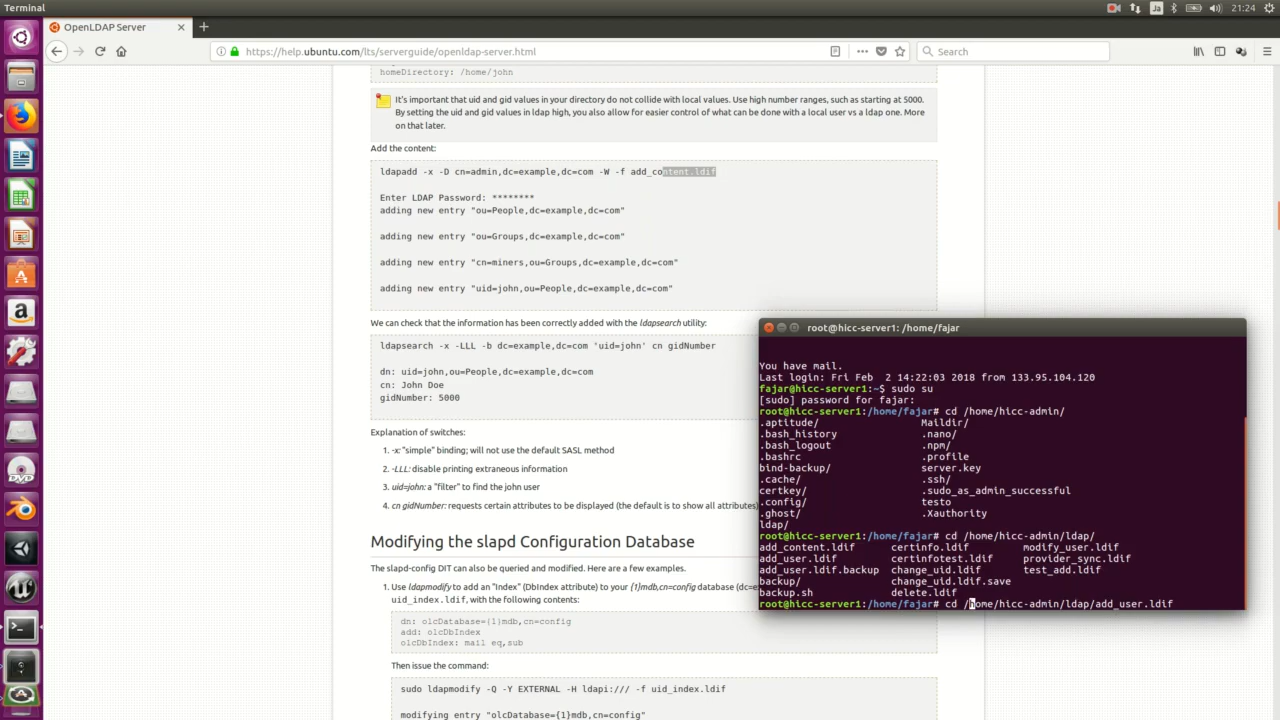 Terminal
Ja
21:24
OpenLDAP Server
https://help.ubuntu.com/lts/serverguide/openldap-server.html
Search
homeDirectory: /home/john
It's important that uid and gid values in your directory do not collide with local values. Use high number ranges, such as starting at 5000.
By setting the uid and gid values in ldap high, you also allow for easier control of what can be done with a local user vs a ldap one. More
on that later.
Add the content:
ldapadd -x -D cn=admin,dc=example,dc=com -W -f add_content.ldif
Enter LDAP Password: ********
adding new entry "ou=People,dc=example,dc=com"
adding new entry "ou=Groups,dc=example,dc=com"
adding new entry "cn=miners,ou=Groups,dc=example,dc=com"
adding new entry "uid=john,ou=People,dc=example,dc=com"
We can check that the information has been correctly added with the ldapsearch utility:
ldapsearch -x -LLL -b dc=example,dc=com 'uid=john' cn gidNumber
dn: uid=john,ou=People,dc=example,dc=com
cn: John Doe
gidNumber: 5000
Explanation of switches:
1. -x: "simple" binding; will not use the default SASL method
2. -LLL: disable printing extraneous information
3. uid=john: a "filter" to find the john user
4. cn gidNumber: requests certain attributes to be displayed (the default is to show all attributes)
Modifying the slapd Configuration Database
The slapd-config DIT can also be queried and modified. Here are a few examples.
1. Use ldapmodify to add an "Index" (DbIndex attribute) to your {1}mdb,cn=config database (dc=e
uid_index.ldif, with the following contents:
dn: olcDatabase={1}mdb,cn=config
add: olcDbIndex
olcDbIndex: mail eq,sub
Then issue the command:
sudo ldapmodify -Q -Y EXTERNAL -H ldapi:/// -f uid_index.ldif
modifying entry "olcDatabase={1}mdb,cn=config"
root@hicc-server1: /home/fajar
You have mail.
Last login: Fri Feb  2 14:22:03 2018 from 133.95.104.120
fajar@hicc-server1:~$ sudo su
[sudo] password for fajar:
root@hicc-server1:/home/fajar# cd /home/hicc-admin/
.aptitude/ Maildir/
.bash_history .nano/
.bash_logout .npm/
.bashrc .profile
bind-backup/ server.key
.cache/ .ssh/
certkey/ .sudo_as_admin_successful
.config/ testo
.ghost/ .Xauthority
ldap/
root@hicc-server1:/home/fajar# cd /home/hicc-admin/ldap/
add_content.ldif certinfo.ldif modify_user.ldif
add_user.ldif certinfotest.ldif provider_sync.ldif
add_user.ldif.backup change_uid.ldif test_add.ldif
backup/ change_uid.ldif.save
backup.sh delete.ldif
root@hicc-server1:/home/fajar# cd /home/hicc-admin/ldap/add_user.ldif